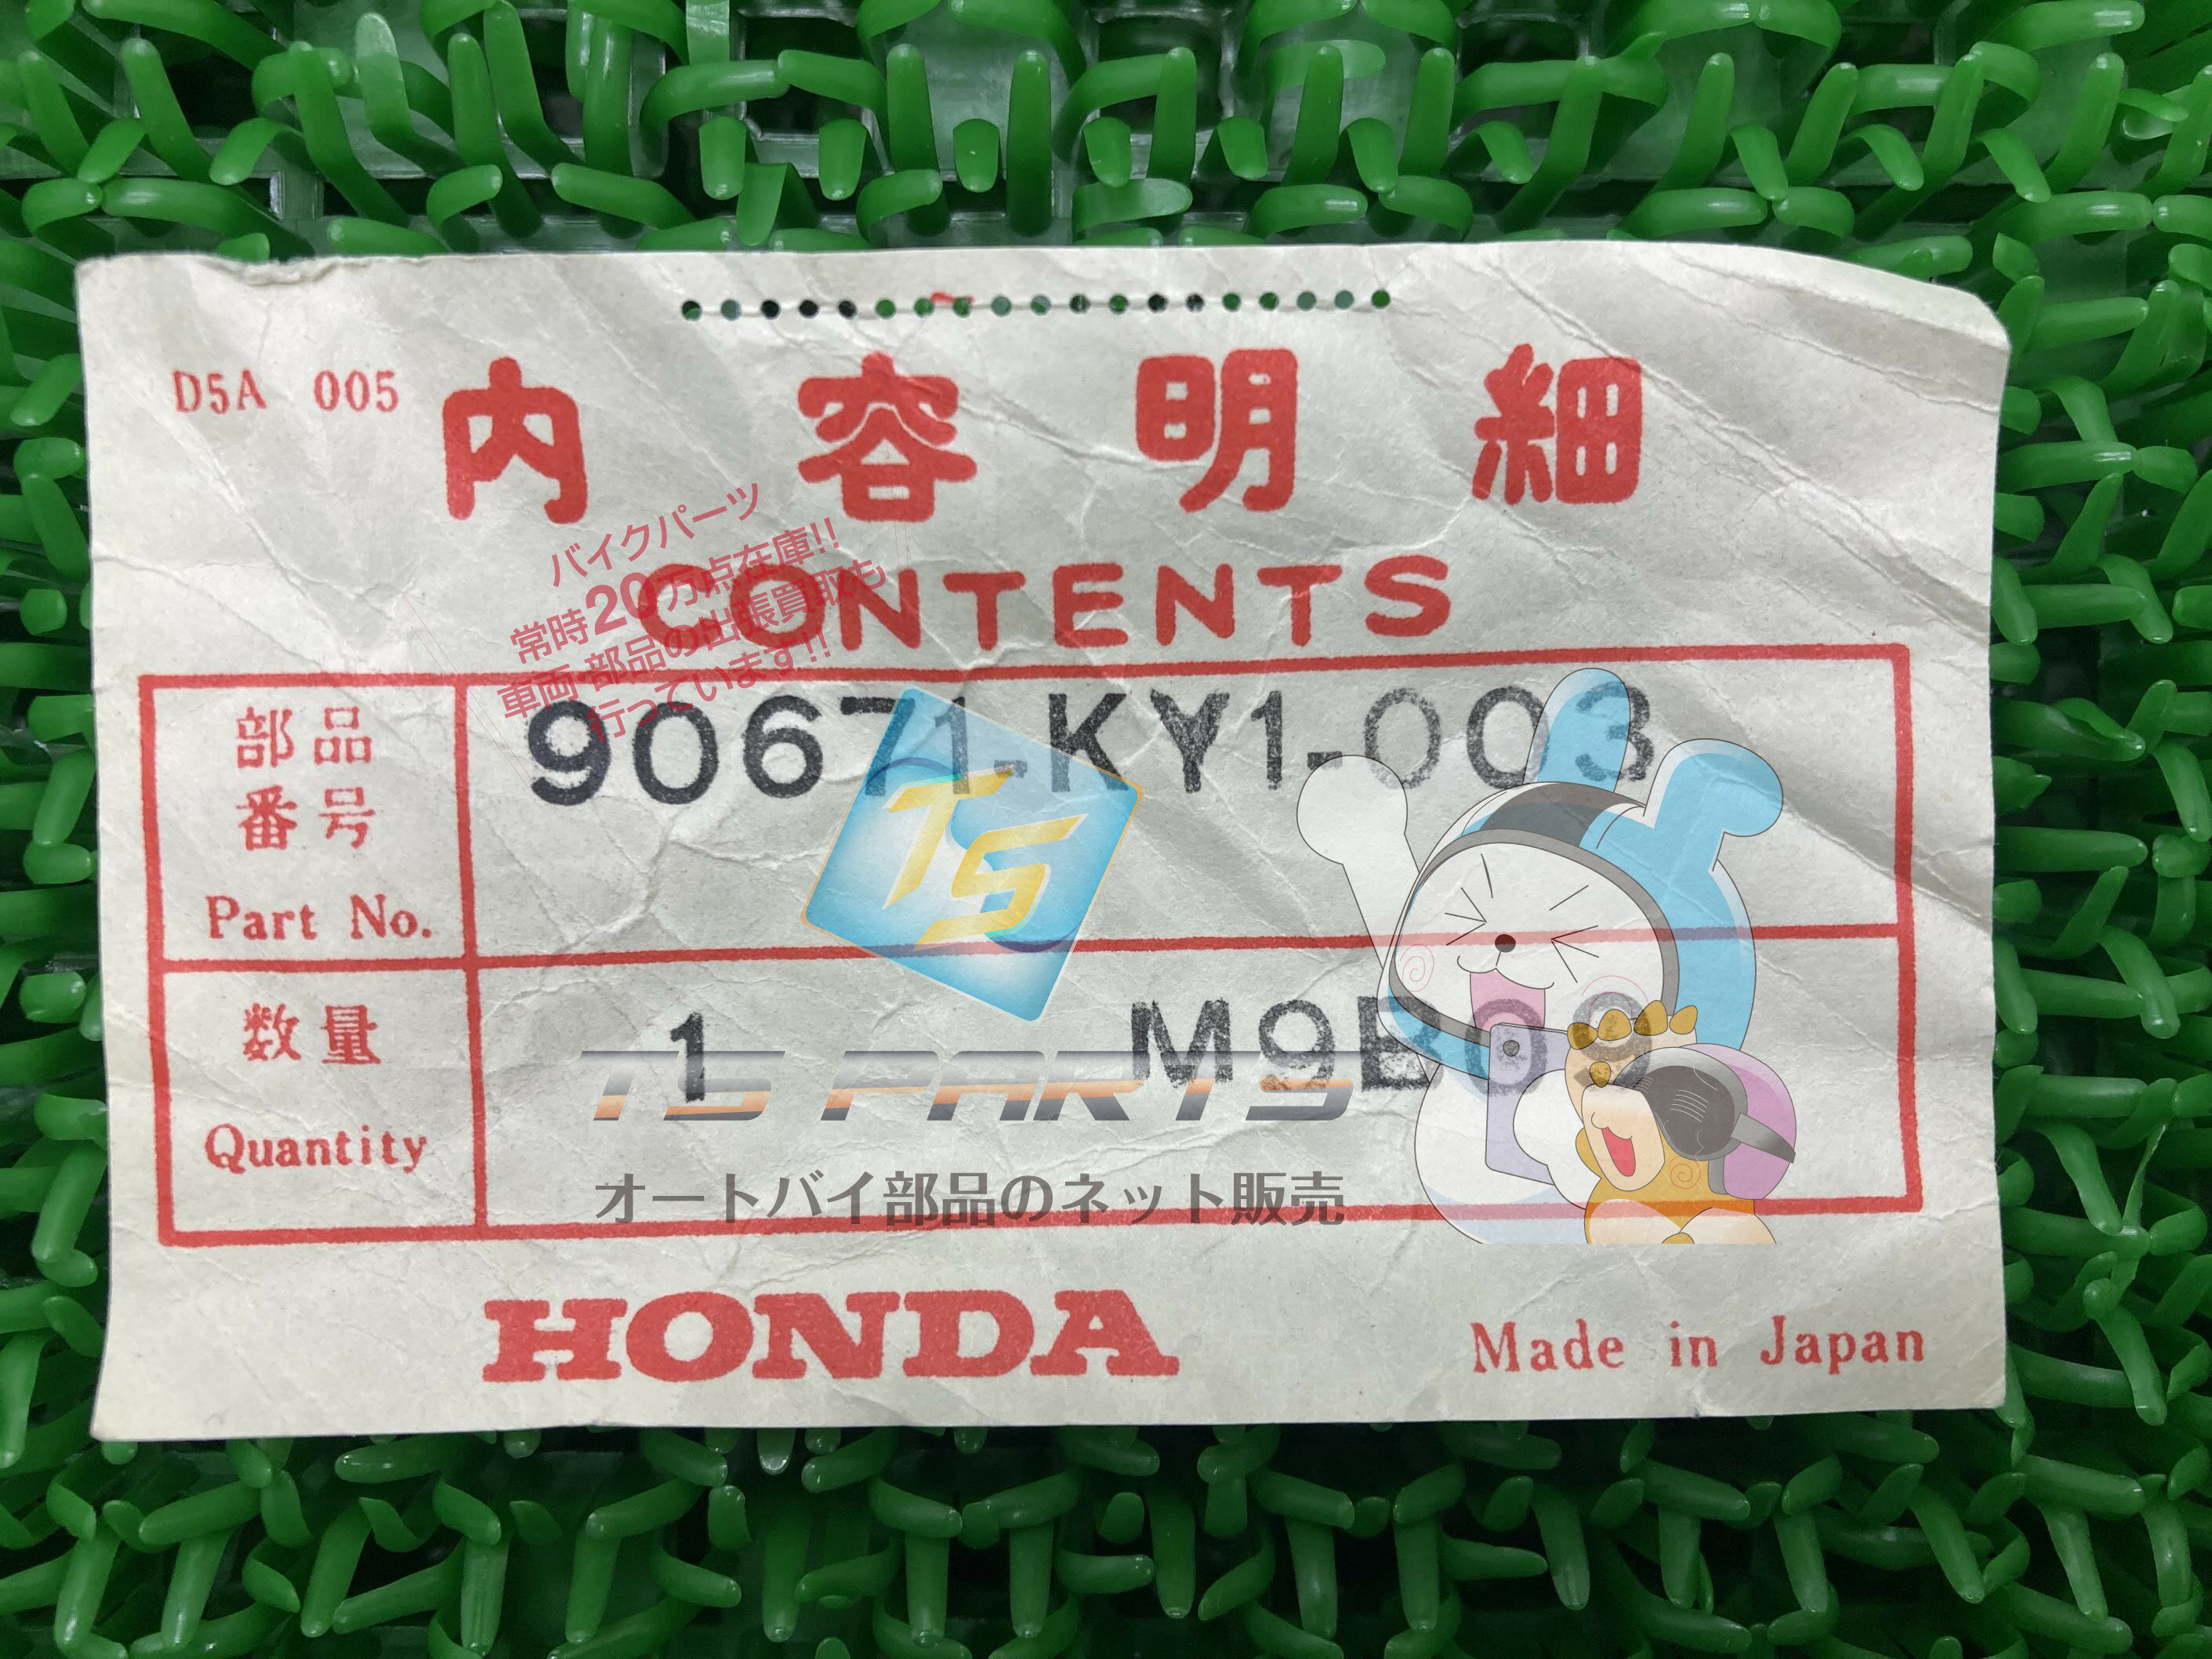 D5A 005
内容明細
CONTENTS
バイクパーツ
常時20万点在庫!!
車両・部品の出張買取も
行っています!!
部品
番号
Part No.
90671-KY1-003
TS
数量
Quantity
1 M9B09
TS PARTS
オートバイ部品のネット販売
HONDA
Made in Japan